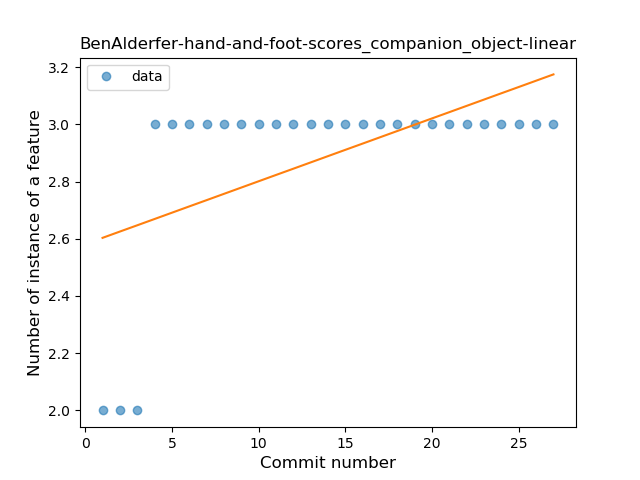 BenAlderfer-hand-and-foot-scores_companion_object-linear
data
Number of instance of a feature
3.2
3.0
2.8
2.6
2.4
2.2
2.0
0 5 10 15 20 25
Commit number